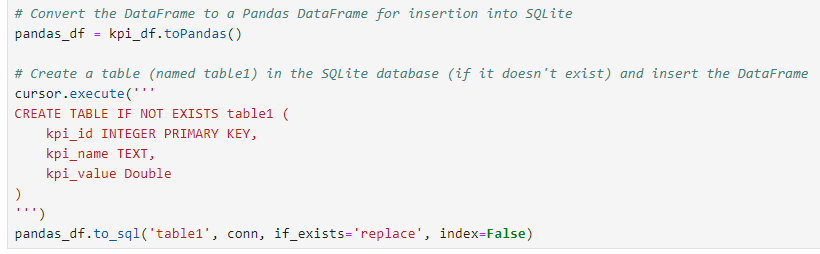 # Convert the DataFrame to a Pandas DataFrame for insertion into SQLite
pandas_df = kpi_df.toPandas()

# Create a table (named table1) in the SQLite database (if it doesn't exist) and insert the DataFrame
cursor.execute('''
CREATE TABLE IF NOT EXISTS table1 (
    kpi_id INTEGER PRIMARY KEY,
    kpi_name TEXT,
    kpi_value Double
)
''')
pandas_df.to_sql('table1', conn, if_exists='replace', index=False)